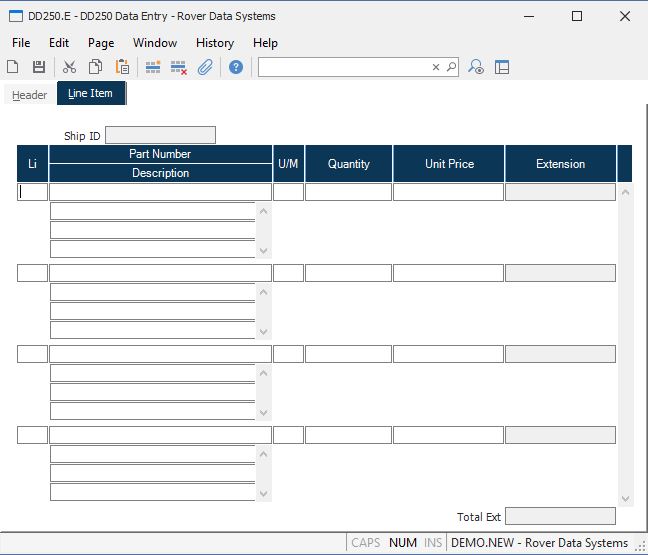 DD250.E - DD250 Data Entry - Rover Data Systems
File Edit Page Window History Help
Header Line Item
Ship ID
Li Part Number Description U/M Quantity Unit Price Extension
Total Ext
CAPS NUM INS DEMO.NEW - Rover Data Systems